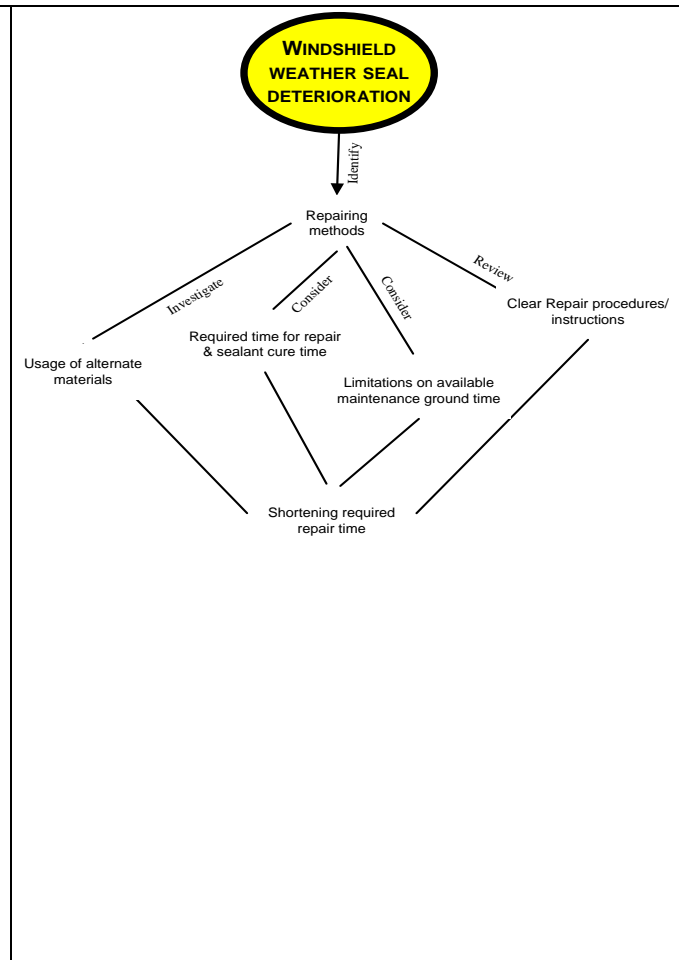 WINDSHIELD
WEATHER SEAL
DETERIORATION
Identify
Repairing
methods
Investigate
Consider
Consider
Review
Clear Repair procedures/
instructions
Required time for repair
& sealant cure time
Usage of alternate
materials
Limitations on available
maintenance ground time
Shortening required
repair time